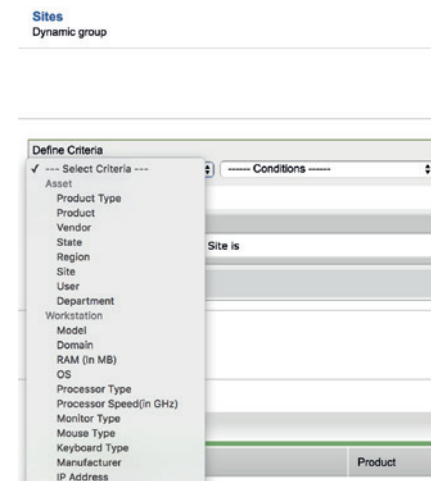 Sites
Dynamic group
Define Criteria
✓ --- Select Criteria ---
------ Conditions ------
Asset
Product Type
Product
Vendor
State
Region
Site
User
Department
Workstation
Model
Domain
RAM (In MB)
OS
Processor Type
Processor Speed(in GHz)
Monitor Type
Mouse Type
Keyboard Type
Manufacturer
IP Address
Site is
Product